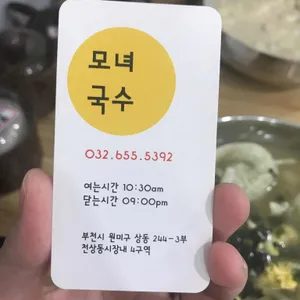 모녀
국수
032.655.5392
여는시간 10:30am
닫는시간 09:00pm
부천시 원미구 상동 244-3부
천상동시장내 4구역